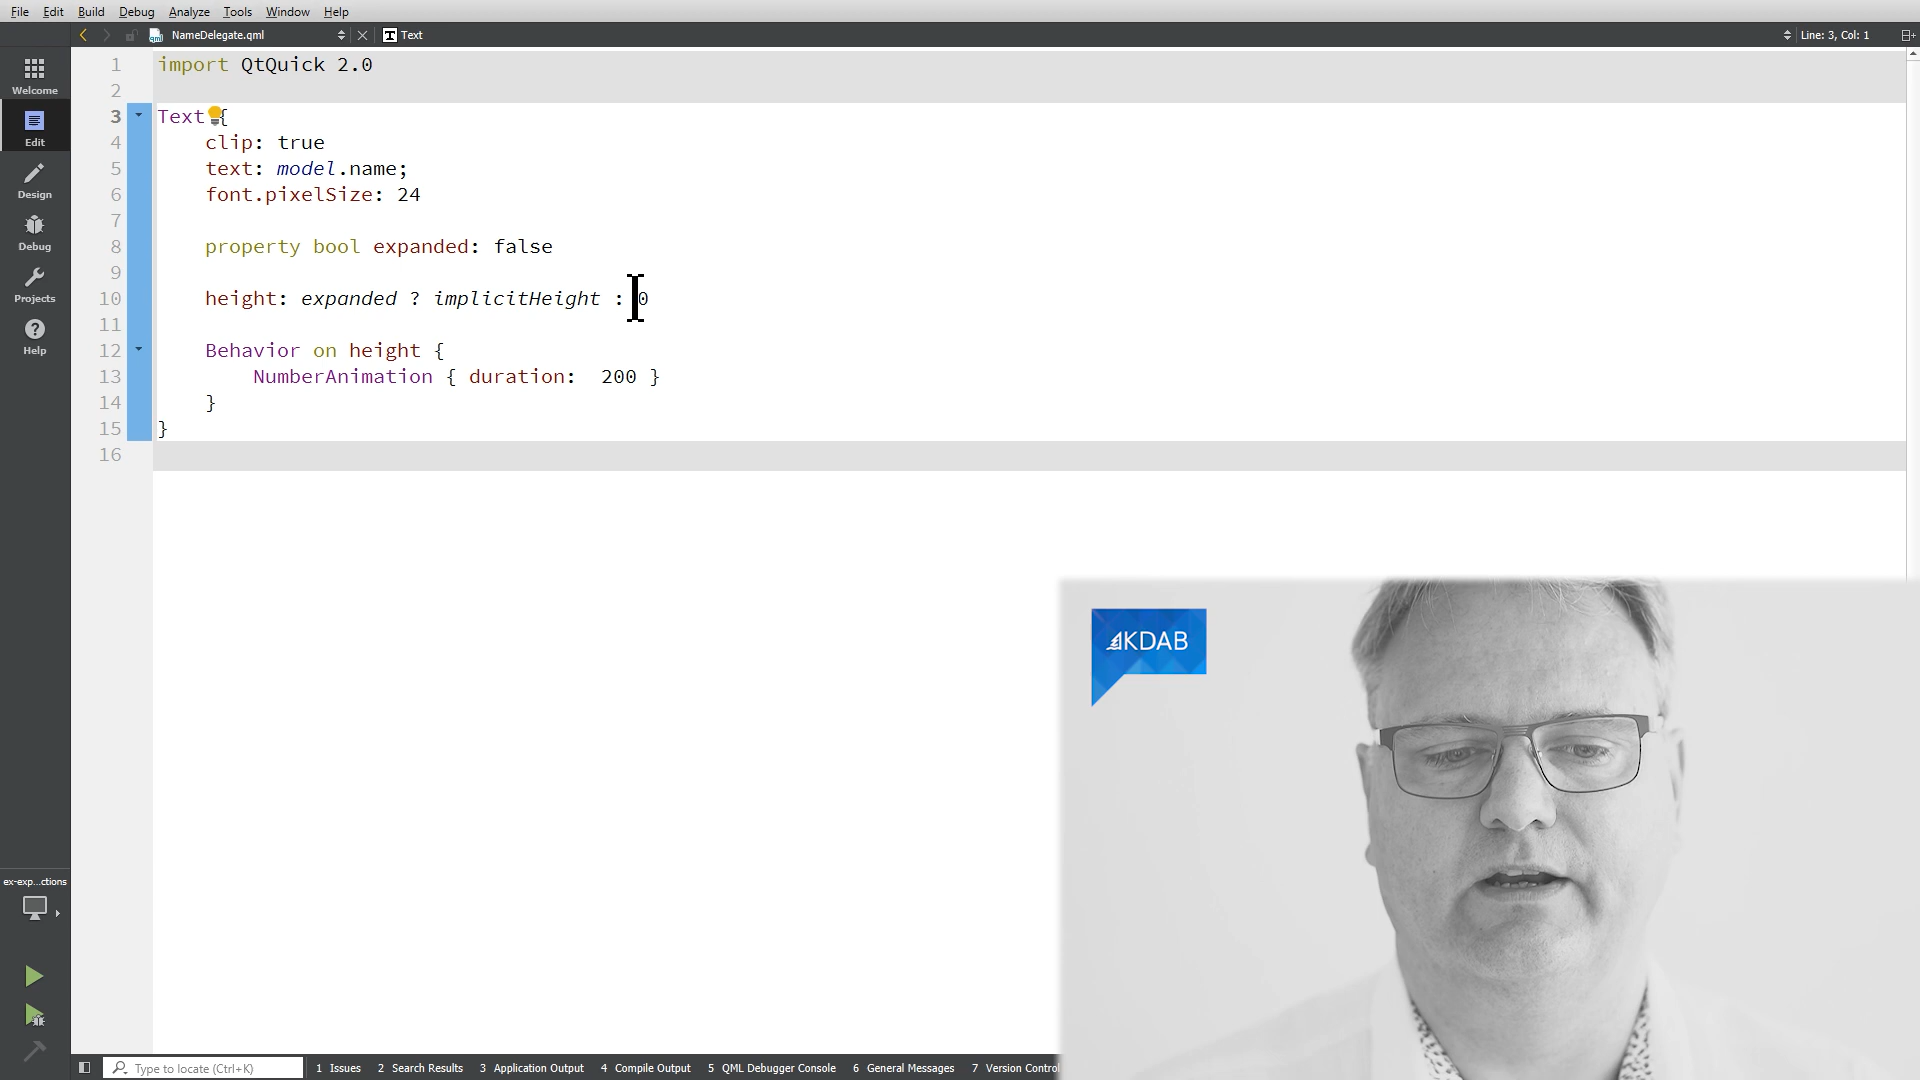 File Edit Build Debug Analyze Tools Window Help
NameDelegate.qml Text Line: 3, Col: 1
Welcome
Edit
Design
Debug
Projects
Help
ex-exp...ctions
1 import QtQuick 2.0
2
3 Text {
4 clip: true
5 text: model.name;
6 font.pixelSize: 24
7
8 property bool expanded: false
9
10 height: expanded ? implicitHeight : 0
11
12 Behavior on height {
13 NumberAnimation { duration:  200 }
14 }
15 }
16
KDAB
Type to locate (Ctrl+K) 1 Issues 2 Search Results 3 Application Output 4 Compile Output 5 QML Debugger Console 6 General Messages 7 Version Control